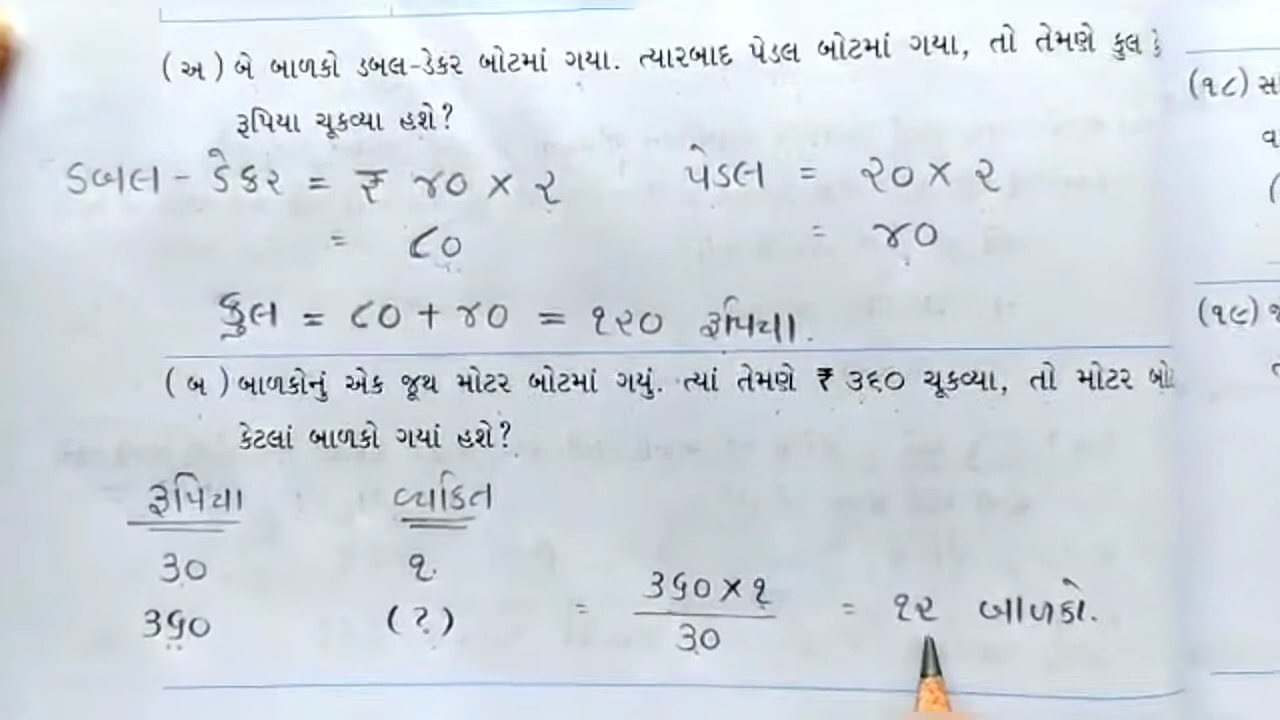 (અ) બે બાળકો ડબલ-ડેકર બોટમાં ગયા. ત્યારબાદ પેડલ બોટમાં ગયા, તો તેમણે કુલ
રૂપિયા ચૂકવ્યા હશે?
ડબલ - ડેકર = ₹ ૪૦ × ૨
પેડલ = ૨૦ × ૨
= ૮૦
= ૪૦
કુલ = ૮૦ + ૪૦ = ૧૨૦ રૂપિયા.
(બ) બાળકોનું એક જૂથ મોટર બોટમાં ગયું. ત્યાં તેમણે ₹ ૩૬૦ ચૂકવ્યા, તો મોટર
કેટલાં બાળકો ગયાં હશે?
રૂપિયા વ્યકિત
૩૦ ૧
૩૬૦ (?)
= ૩૬૦ × ૧ / ૩૦ = ૧૨ બાળકો.
(૧૮)
(૧૯)